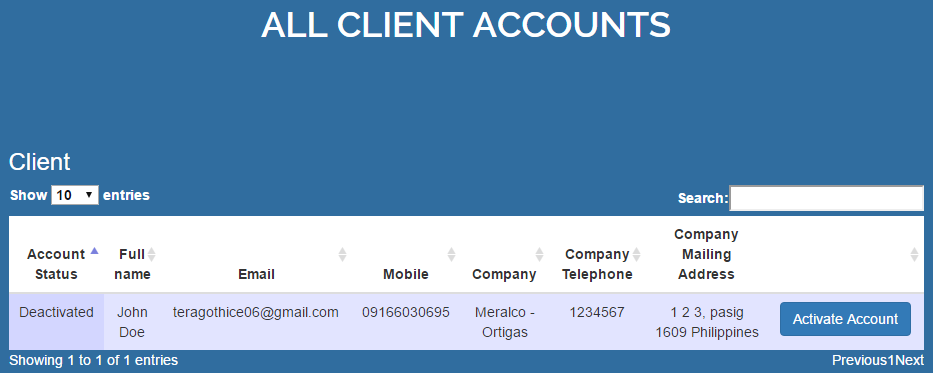 ALL CLIENT ACCOUNTS
Client
Show 10 entries
Search:
Account Status
Full name
Email
Mobile
Company
Company Telephone
Company Mailing Address
Deactivated
John Doe
teragothice06@gmail.com
09166030695
Meralco - Ortigas
1234567
1 2 3, pasig
1609 Philippines
Activate Account
Showing 1 to 1 of 1 entries
Previous1Next